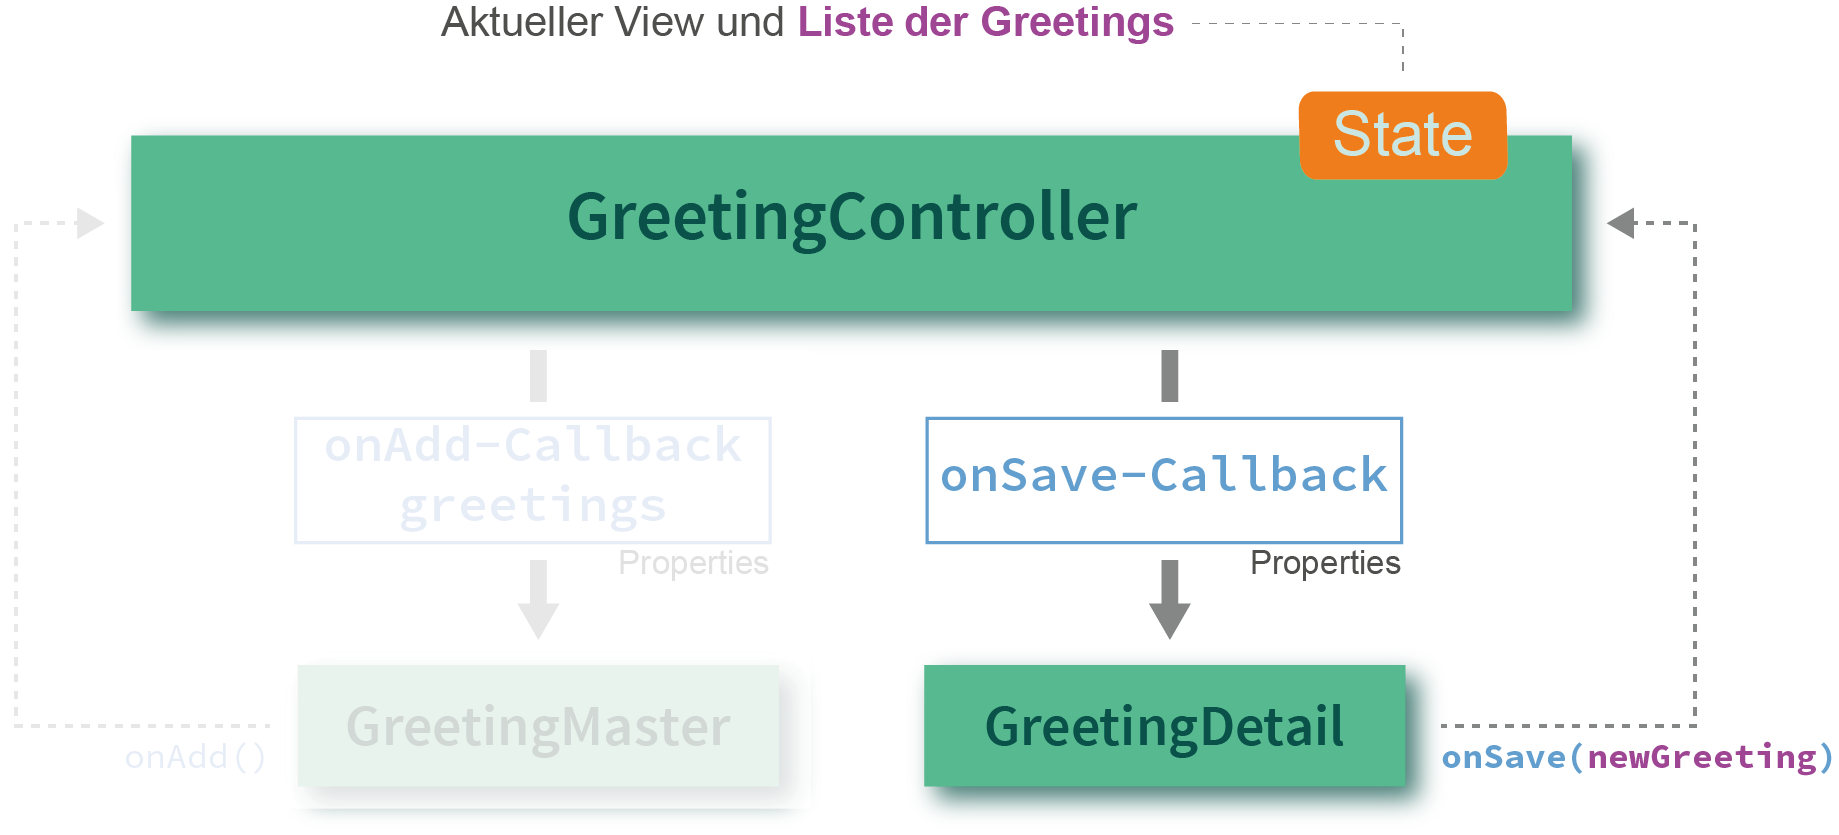 Aktueller View und Liste der Greetings
State
GreetingController
onAdd-Callback
greetings
Properties
onSave-Callback
Properties
GreetingMaster
onAdd()
GreetingDetail
onSave(newGreeting)